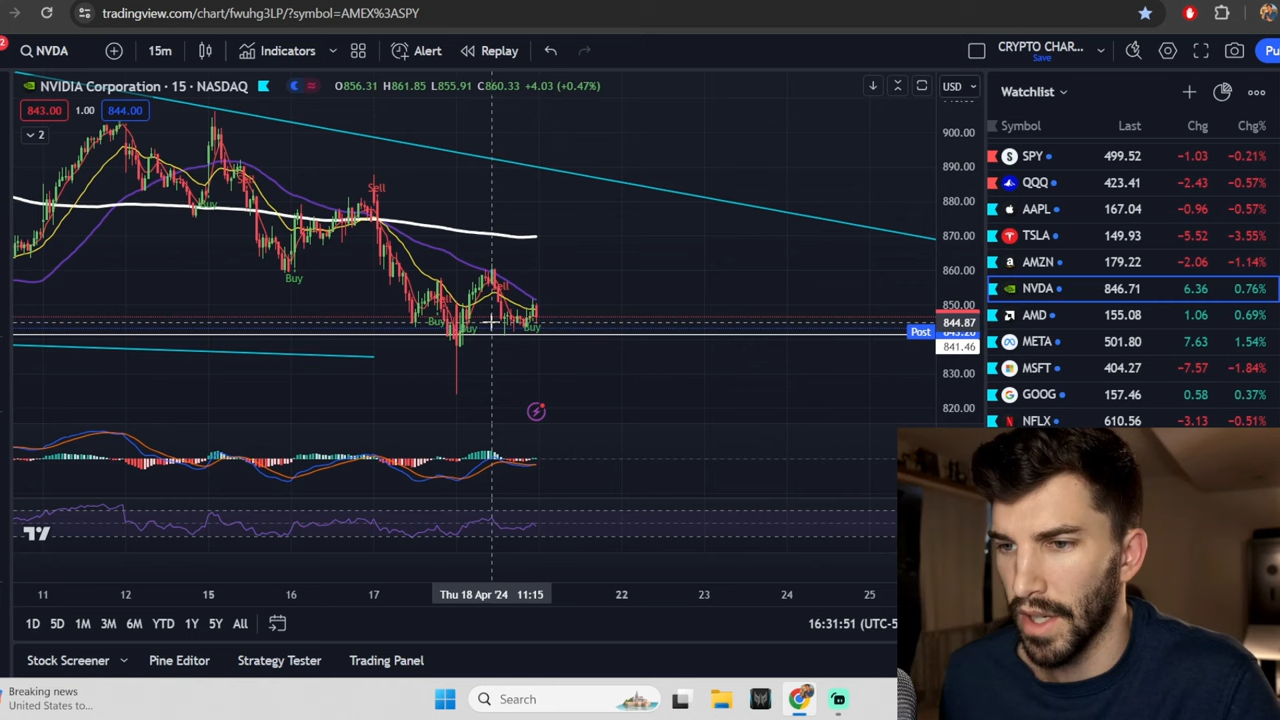 tradingview.com/chart/fwuhg3LP/?symbol=AMEX%3ASPY
2
NVDA 15m Indicators Alert Replay CRYPTO CHAR... Save Pu
NVIDIA Corporation · 15 · NASDAQ O856.31 H861.85 L855.91 C860.33 +4.03 (+0.47%) USD
843.00 1.00 844.00
2
900.00
890.00
880.00
870.00
860.00
850.00
844.87
Post
841.46
830.00
820.00
Sell
Buy
Sell
Buy
Buy
Buy
Buy
Watchlist
Symbol Last Chg Chg%
SPY 499.52 −1.03 −0.21%
QQQ 423.41 −2.43 −0.57%
AAPL 167.04 −0.96 −0.57%
TSLA 149.93 −5.52 −3.55%
AMZN 179.22 −2.06 −1.14%
NVDA 846.71 6.36 0.76%
AMD 155.08 1.06 0.69%
META 501.80 7.63 1.54%
MSFT 404.27 −7.57 −1.84%
GOOG 157.46 0.58 0.37%
NFLX 610.56 −3.13 −0.51%
11 12 15 16 17 Thu 18 Apr '24 11:15 22 23 24 25
1D 5D 1M 3M 6M YTD 1Y 5Y All 16:31:51 (UTC-5
Stock Screener Pine Editor Strategy Tester Trading Panel
Breaking news
United States to...
Search